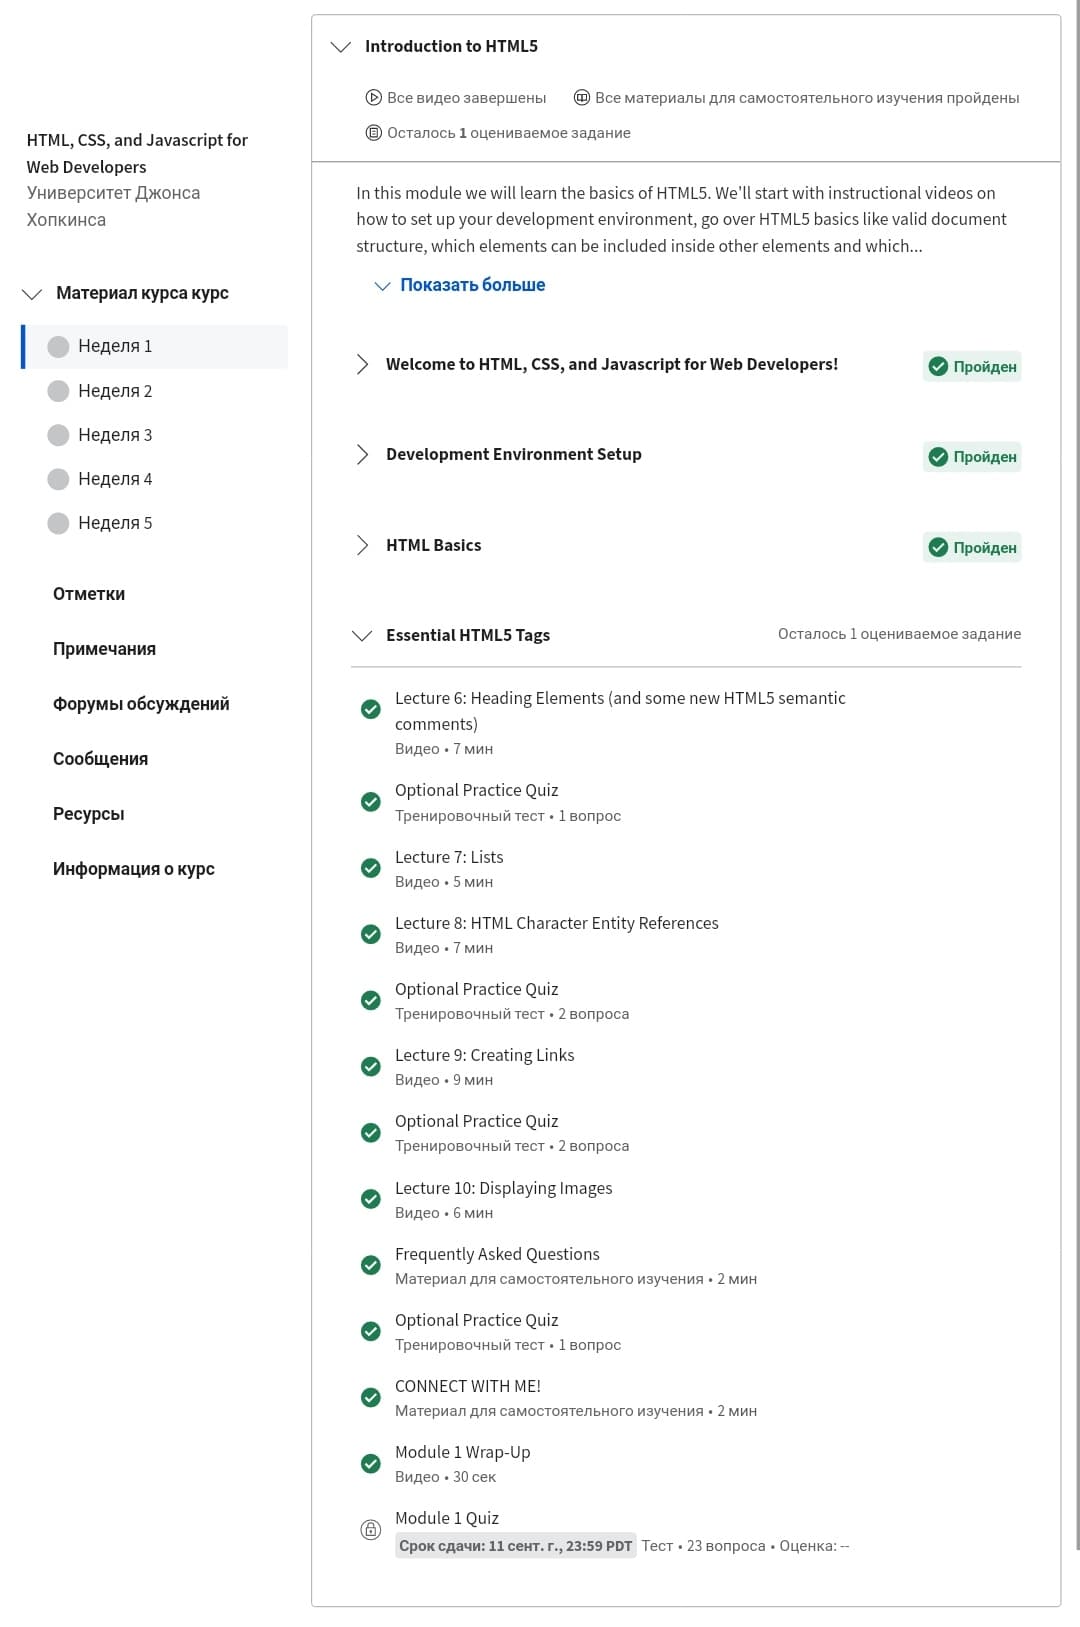 HTML, CSS, and Javascript for
Web Developers
Университет Джонса
Хопкинса
Материал курса курс
Неделя 1
Неделя 2
Неделя 3
Неделя 4
Неделя 5
Отметки
Примечания
Форумы обсуждений
Сообщения
Ресурсы
Информация о курс
Introduction to HTML5
Все видео завершены
Все материалы для самостоятельного изучения пройдены
Осталось 1 оцениваемое задание
In this module we will learn the basics of HTML5. We'll start with instructional videos on
how to set up your development environment, go over HTML5 basics like valid document
structure, which elements can be included inside other elements and which...
Показать больше
Welcome to HTML, CSS, and Javascript for Web Developers!
Пройден
Development Environment Setup
Пройден
HTML Basics
Пройден
Essential HTML5 Tags
Осталось 1 оцениваемое задание
Lecture 6: Heading Elements (and some new HTML5 semantic
comments)
Видео • 7 мин
Optional Practice Quiz
Тренировочный тест • 1 вопрос
Lecture 7: Lists
Видео • 5 мин
Lecture 8: HTML Character Entity References
Видео • 7 мин
Optional Practice Quiz
Тренировочный тест • 2 вопроса
Lecture 9: Creating Links
Видео • 9 мин
Optional Practice Quiz
Тренировочный тест • 2 вопроса
Lecture 10: Displaying Images
Видео • 6 мин
Frequently Asked Questions
Материал для самостоятельного изучения • 2 мин
Optional Practice Quiz
Тренировочный тест • 1 вопрос
CONNECT WITH ME!
Материал для самостоятельного изучения • 2 мин
Module 1 Wrap-Up
Видео • 30 сек
Module 1 Quiz
Срок сдачи: 11 сент. г., 23:59 PDT Тест • 23 вопроса • Оценка: --